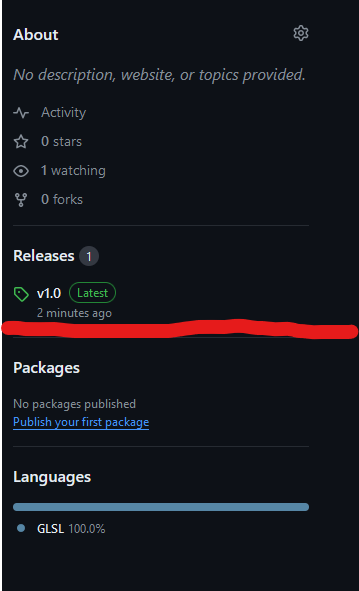 About
No description, website, or topics provided.
Activity
0 stars
1 watching
0 forks
Releases 1
v1.0 Latest
2 minutes ago
Packages
No packages published
Publish your first package
Languages
GLSL 100.0%